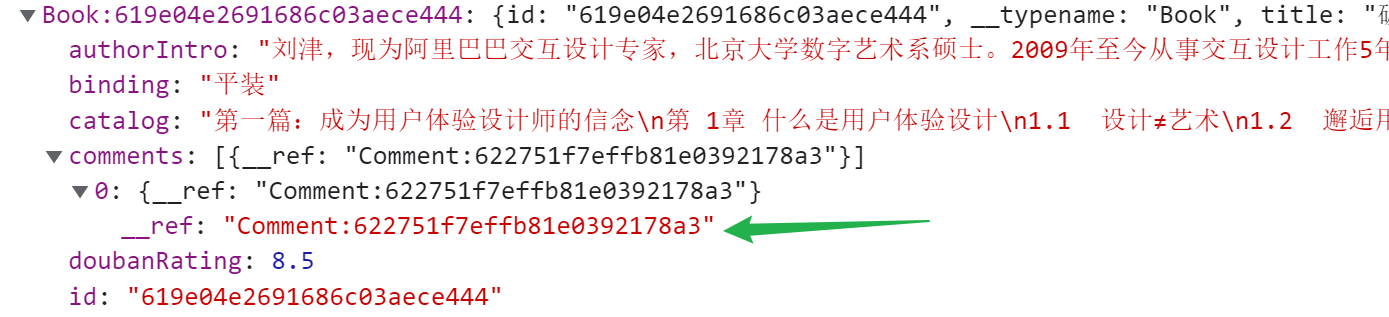 ▼Book:619e04e2691686c03aece444: {id: "619e04e2691686c03aece444", __typename: "Book", title: "
authorIntro: "刘津，现为阿里巴巴交互设计专家，北京大学数字艺术系硕士。2009年至今从事交互设计工作5年
binding: "平装"
catalog: "第一篇：成为用户体验设计师的信念\n第 1章 什么是用户体验设计\n1.1  设计≠艺术\n1.2  邂逅用
▼comments: [{__ref: "Comment:622751f7effb81e0392178a3"}]
▼0: {__ref: "Comment:622751f7effb81e0392178a3"}
__ref: "Comment:622751f7effb81e0392178a3"
doubanRating: 8.5
id: "619e04e2691686c03aece444"